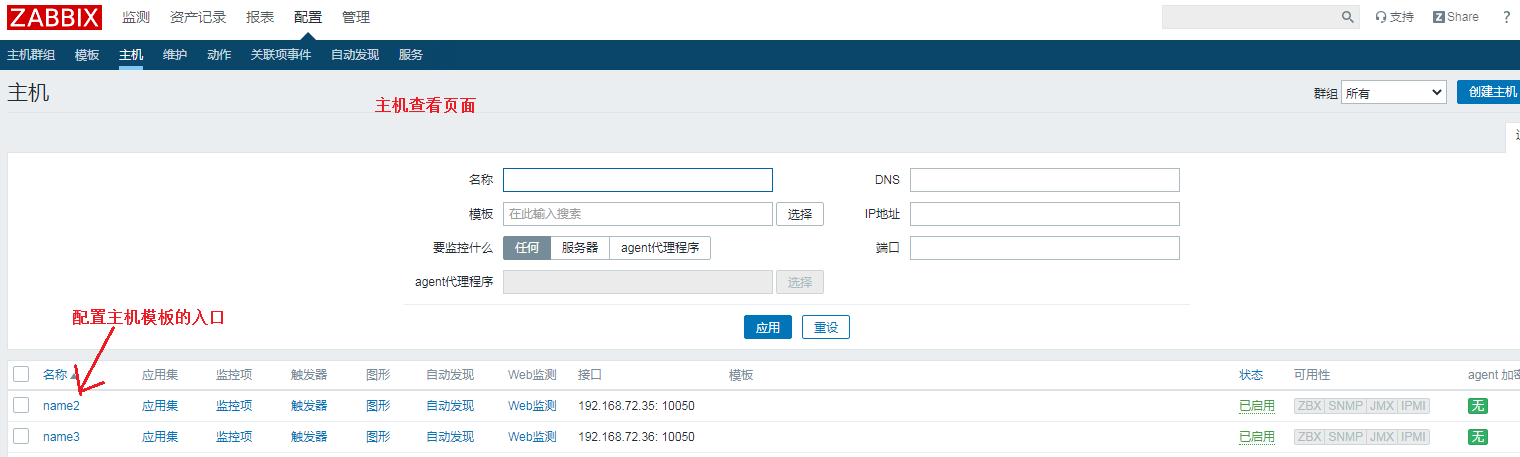 ZABBIX 监测 资产记录 报表 配置 管理 支持 Z Share ?
主机群组 模板 主机 维护 动作 关联项事件 自动发现 服务
主机 主机查看页面 群组 所有 创建主机
名称 DNS
模板 在此输入搜索 选择 IP地址
要监控什么 任何 服务器 agent代理程序 端口
agent代理程序 选择
配置主机模板的入口
应用 重设
名称 应用集 监控项 触发器 图形 自动发现 Web监测 接口 模板 状态 可用性 agent 加密
name2 应用集 监控项 触发器 图形 自动发现 Web监测 192.168.72.35: 10050 已启用 ZBX SNMP JMX IPMI 无
name3 应用集 监控项 触发器 图形 自动发现 Web监测 192.168.72.36: 10050 已启用 ZBX SNMP JMX IPMI 无